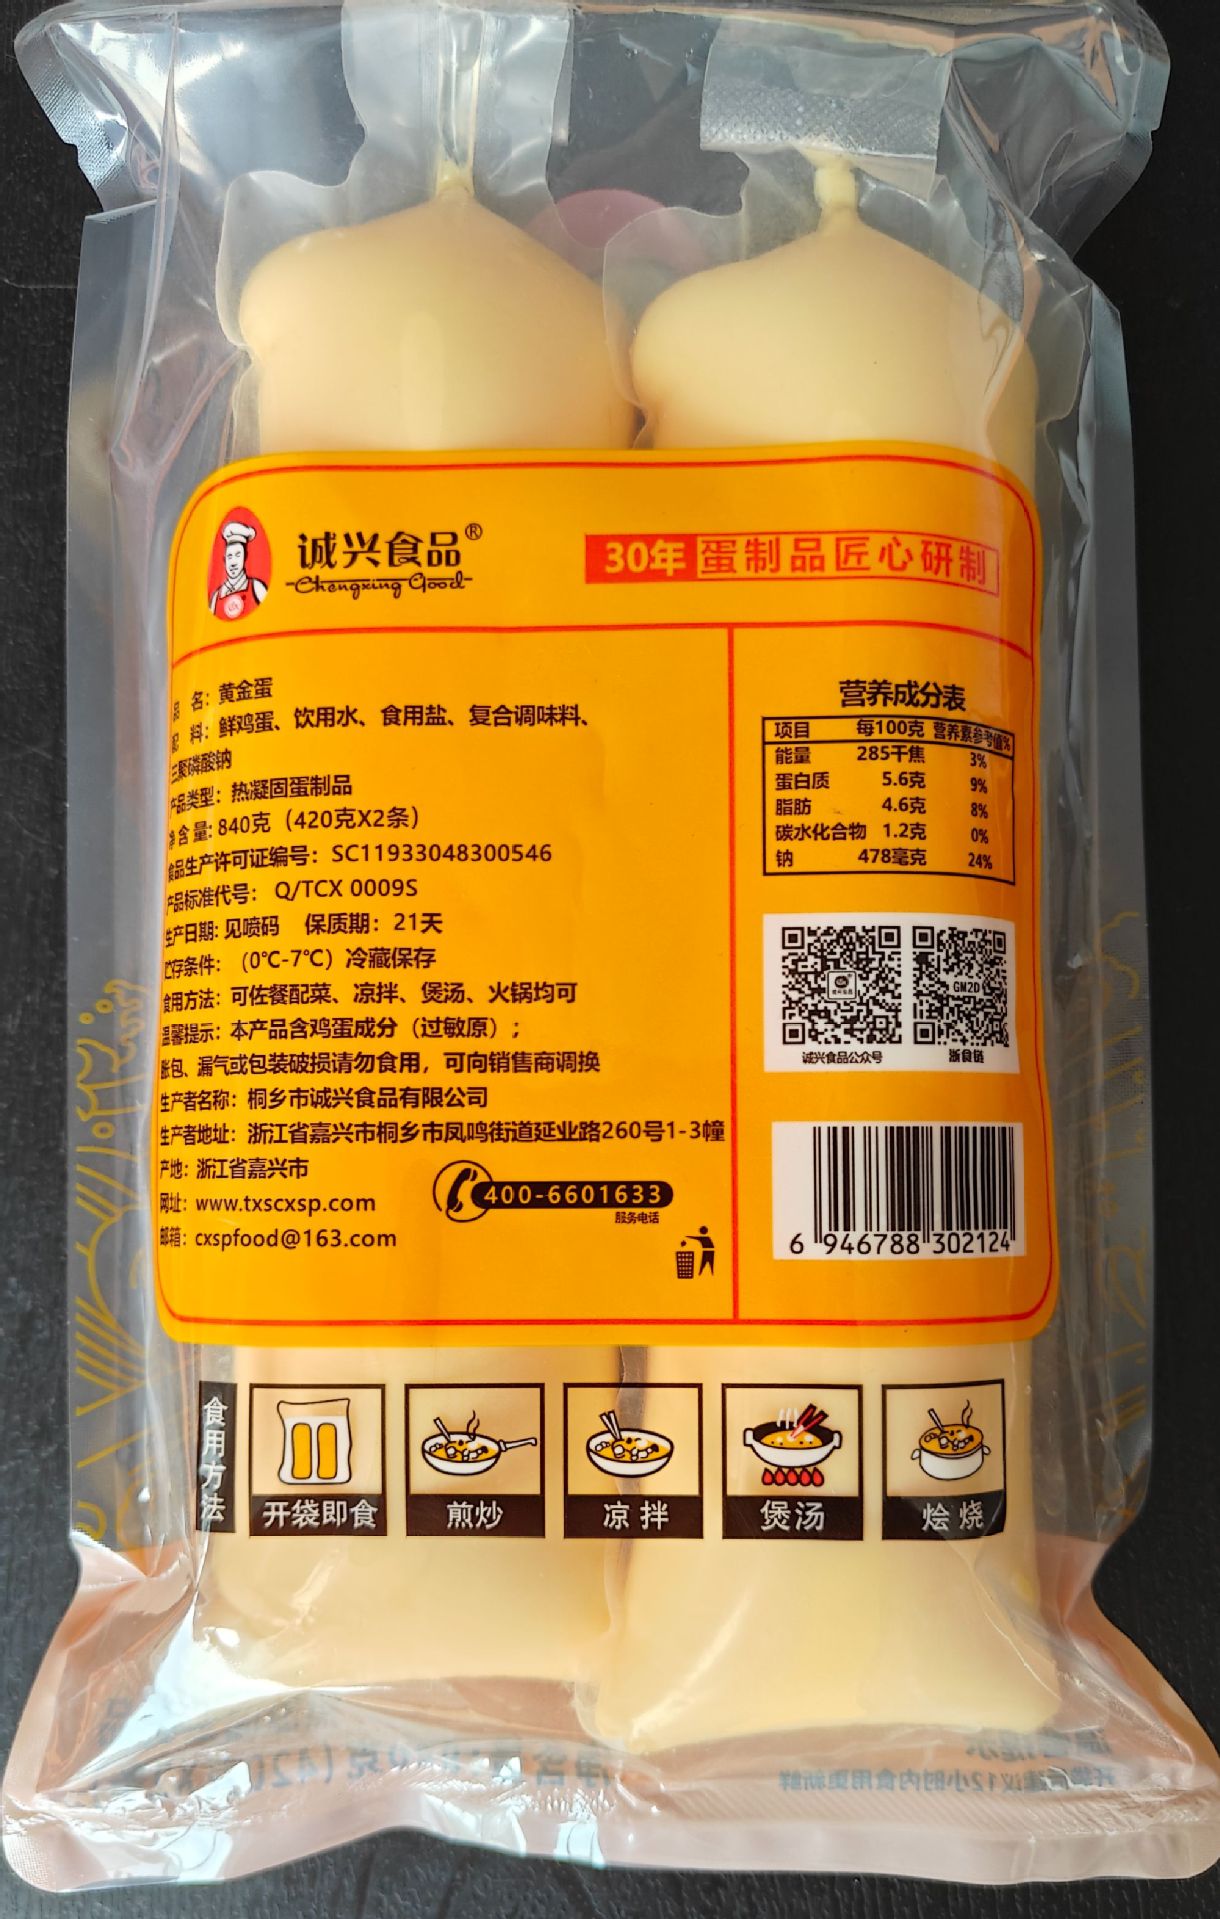 诚兴食品®
Chengxing Good
30年 蛋制品匠心研制
品 名：黄金蛋
配 料：鲜鸡蛋、饮用水、食用盐、复合调味料、
三聚磷酸钠
产品类型：热凝固蛋制品
净含量：840克（420克X2条）
食品生产许可证编号：SC11933048300546
产品标准代号：Q/TCX 0009S
生产日期：见喷码 保质期：21天
贮存条件：（0℃-7℃）冷藏保存
食用方法：可佐餐配菜、凉拌、煲汤、火锅均可
温馨提示：本产品含鸡蛋成分（过敏原）；
胀包、漏气或包装破损请勿食用，可向销售商调换
生产者名称：桐乡市诚兴食品有限公司
生产者地址：浙江省嘉兴市桐乡市凤鸣街道延业路260号1-3幢
产地：浙江省嘉兴市
网址：www.txscxsp.com
邮箱：cxspfood@163.com
400-6601633
服务电话
营养成分表
项目 每100克 营养素参考值%
能量 285千焦 3%
蛋白质 5.6克 9%
脂肪 4.6克 8%
碳水化合物 1.2克 0%
钠 478毫克 24%
GM2D
诚兴食品公众号 浙食链
6 946788 302124
食用方法
开袋即食 煎炒 凉拌 煲汤 烩烧
开袋后建议12小时内食用更新鲜